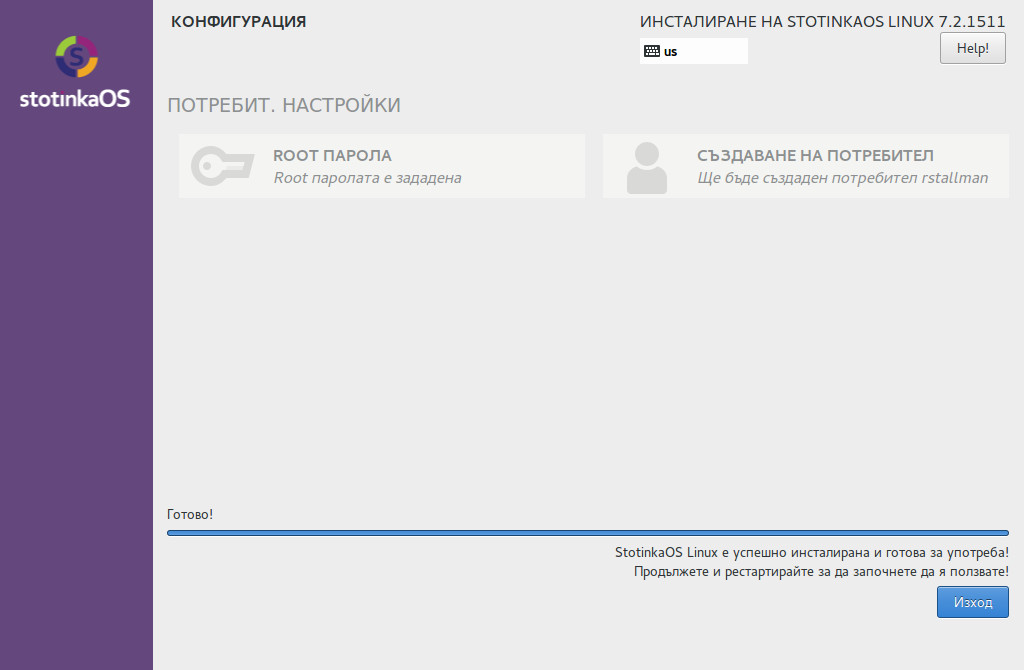 КОНФИГУРАЦИЯ
ИНСТАЛИРАНЕ НА STOTINKAOS LINUX 7.2.1511
us
Help!
S
stotinkaOS
ПОТРЕБИТ. НАСТРОЙКИ
ROOT ПАРОЛА
Root паролата е зададена
СЪЗДАВАНЕ НА ПОТРЕБИТЕЛ
Ще бъде създаден потребител rstallman
Готово!
StotinkaOS Linux е успешно инсталирана и готова за употреба!
Продължете и рестартирайте за да започнете да я ползвате!
Изход